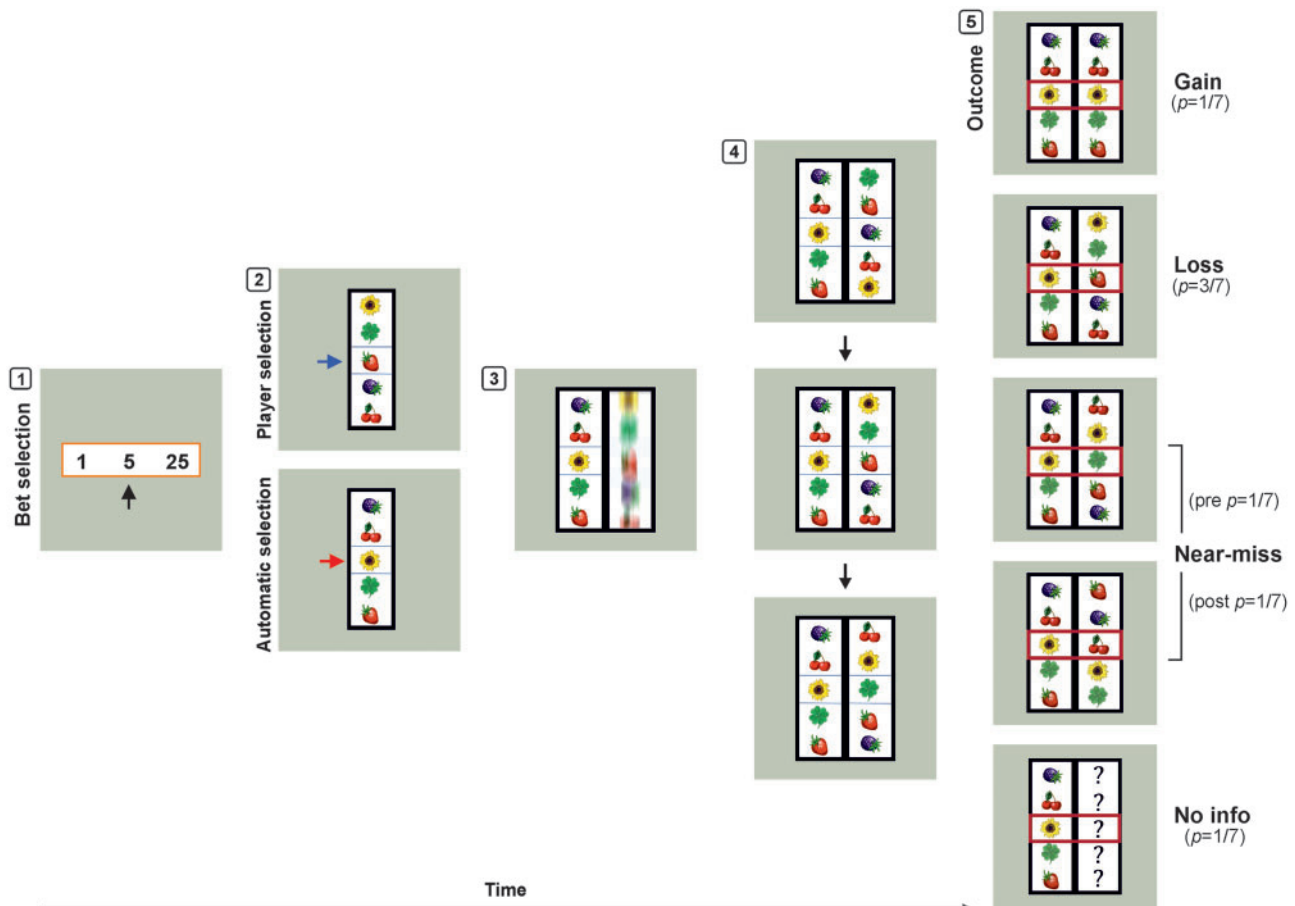 1
Bet selection
1 5 25
2
Player selection
Automatic selection
3
4
5
Outcome
Gain
(p=1/7)
Loss
(p=3/7)
(pre p=1/7)
Near-miss
(post p=1/7)
?
?
?
?
?
No info
(p=1/7)
Time